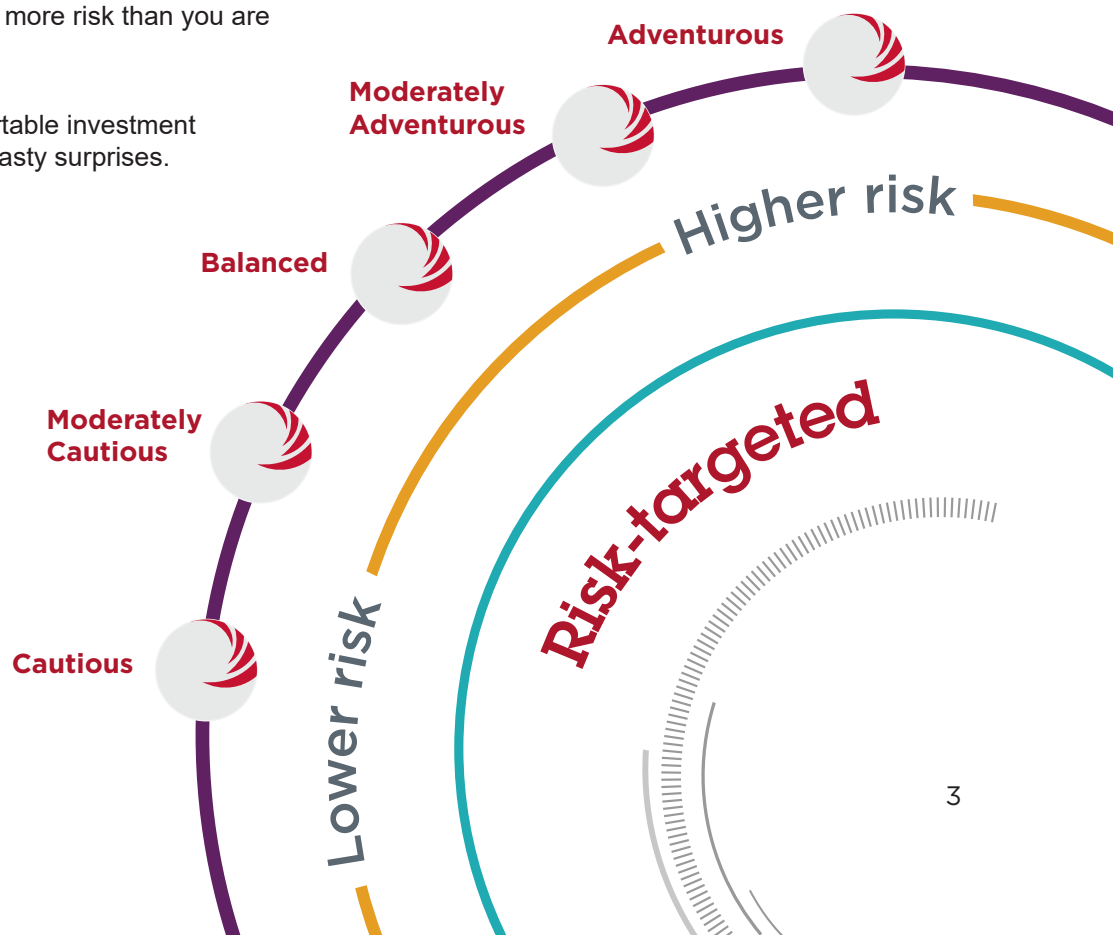 more risk than you are
rtable investment
asty surprises.
Adventurous
Moderately
Adventurous
Balanced
Moderately
Cautious
Cautious
Higher risk
Lower risk
Risk-targeted
3